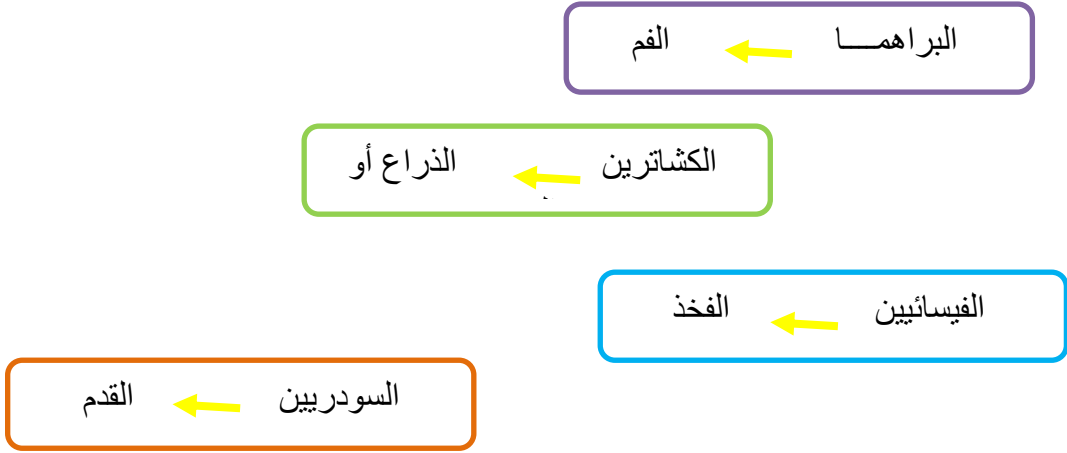 البراهمـــا الفم
الكشاترين الذراع أو
الفيسائيين الفخذ
السودريين القدم